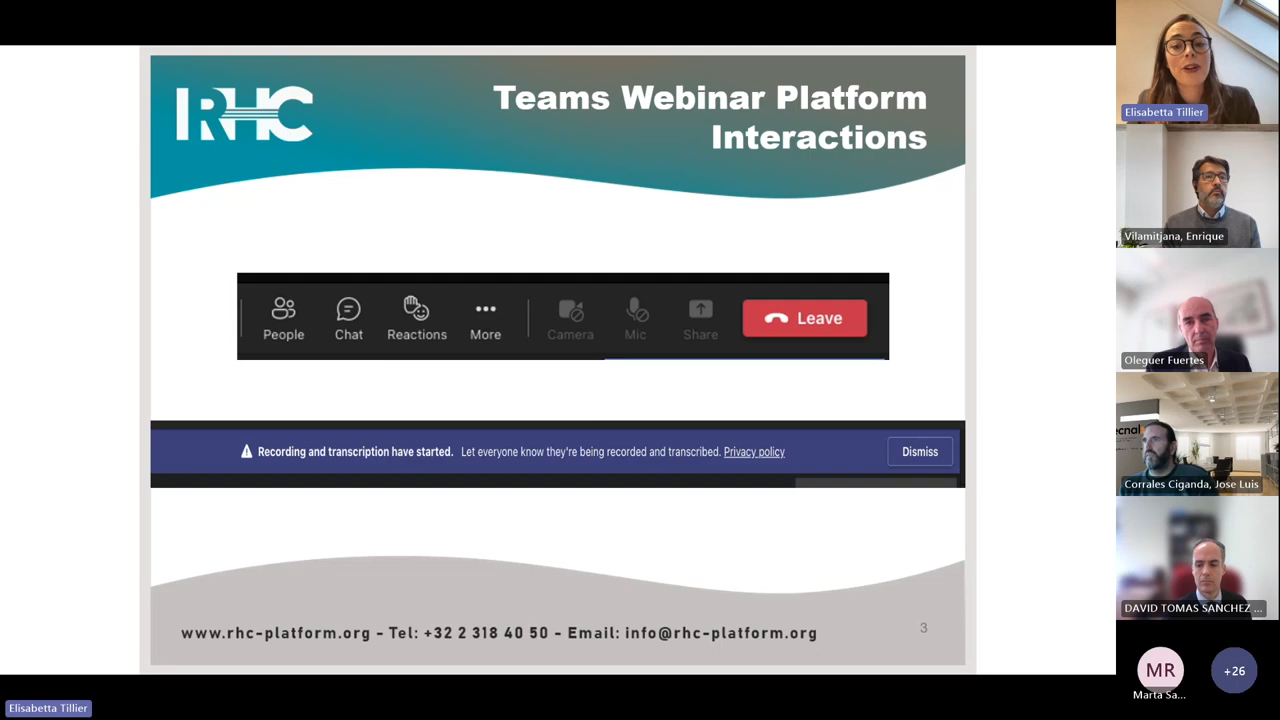 RHC
Teams Webinar Platform
Interactions
People
Chat
Reactions
More
Camera
Mic
Share
Leave
Recording and transcription have started. Let everyone know they're being recorded and transcribed. Privacy policy
Dismiss
www.rhc-platform.org - Tel: +32 2 318 40 50 - Email: info@rhc-platform.org
3
Elisabetta Tillier
Vilamitjana, Enrique
Oleguer Fuertes
ecnal
Corrales Ciganda, Jose Luis
DAVID TOMAS SANCHEZ ...
MR
Marta Sa...
+26
Elisabetta Tillier